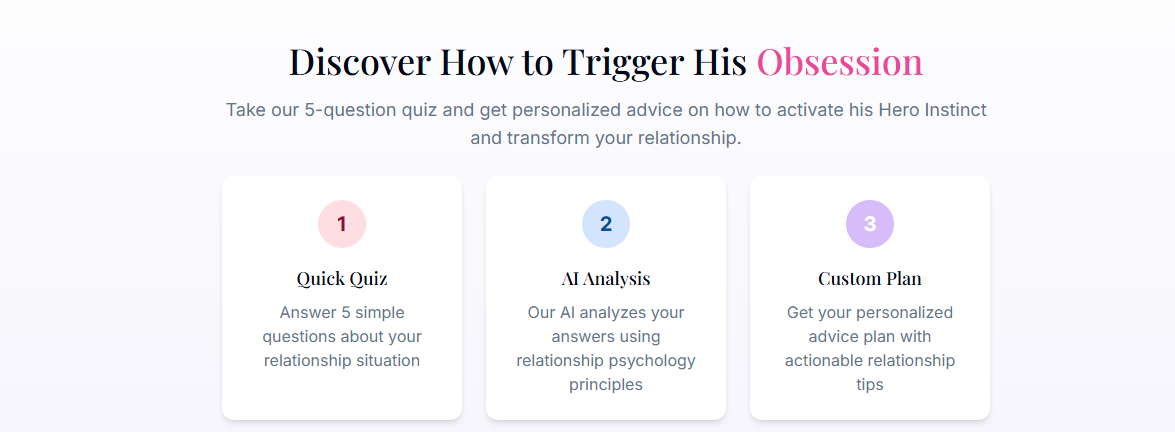 Discover How to Trigger His Obsession
Take our 5-question quiz and get personalized advice on how to activate his Hero Instinct
and transform your relationship.
1
Quick Quiz
Answer 5 simple
questions about your
relationship situation
2
AI Analysis
Our AI analyzes your
answers using
relationship psychology
principles
3
Custom Plan
Get your personalized
advice plan with
actionable relationship
tips